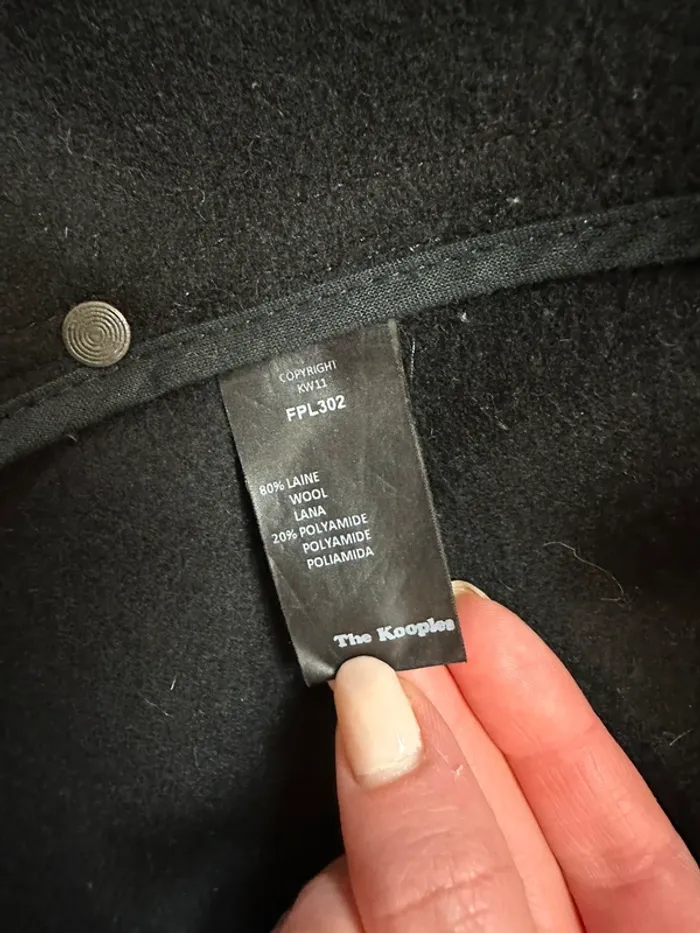 COPYRIGHT
KW11
FPL302
80% LAINE
WOOL
LANA
20% POLYAMIDE
POLYAMIDE
POLIAMIDA
The Kooples